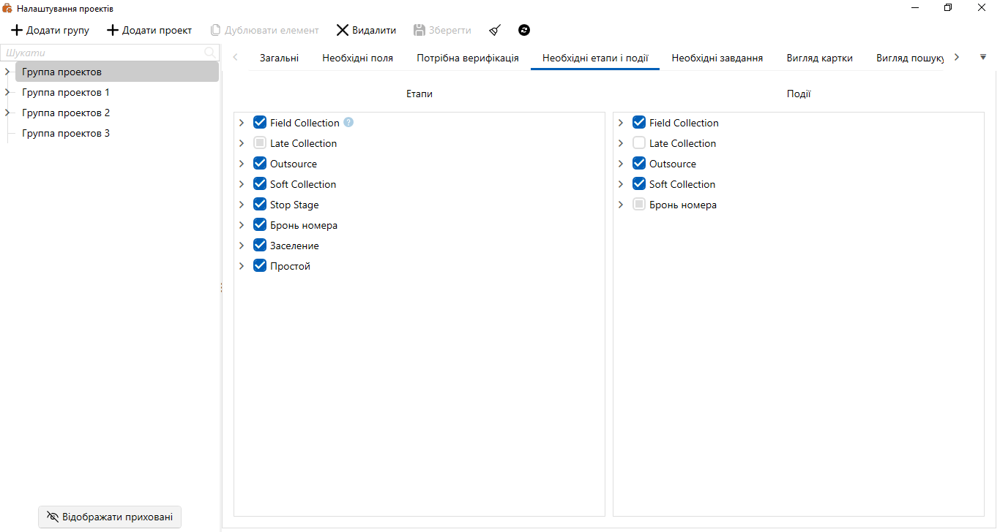 Налаштування проектів
Додати групу Додати проект Дублювати елемент Видалити Зберегти
Шукати
Загальні Необхідні поля Потрібна верифікація Необхідні етапи і події Необхідні завдання Вигляд картки Вигляд пошуку
Группа проектов
Группа проектов 1
Группа проектов 2
Группа проектов 3
Етапи
Field Collection ?
Late Collection
Outsource
Soft Collection
Stop Stage
Бронь номера
Заселение
Простой
Події
Field Collection
Late Collection
Outsource
Soft Collection
Бронь номера
Відображати приховані